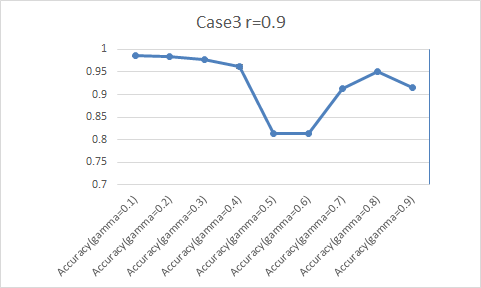 Case3 r=0.9
1
0.95
0.9
0.85
0.8
0.75
0.7
Accuracy(gamma=0.1)
Accuracy(gamma=0.2)
Accuracy(gamma=0.3)
Accuracy(gamma=0.4)
Accuracy(gamma=0.5)
Accuracy(gamma=0.6)
Accuracy(gamma=0.7)
Accuracy(gamma=0.8)
Accuracy(gamma=0.9)